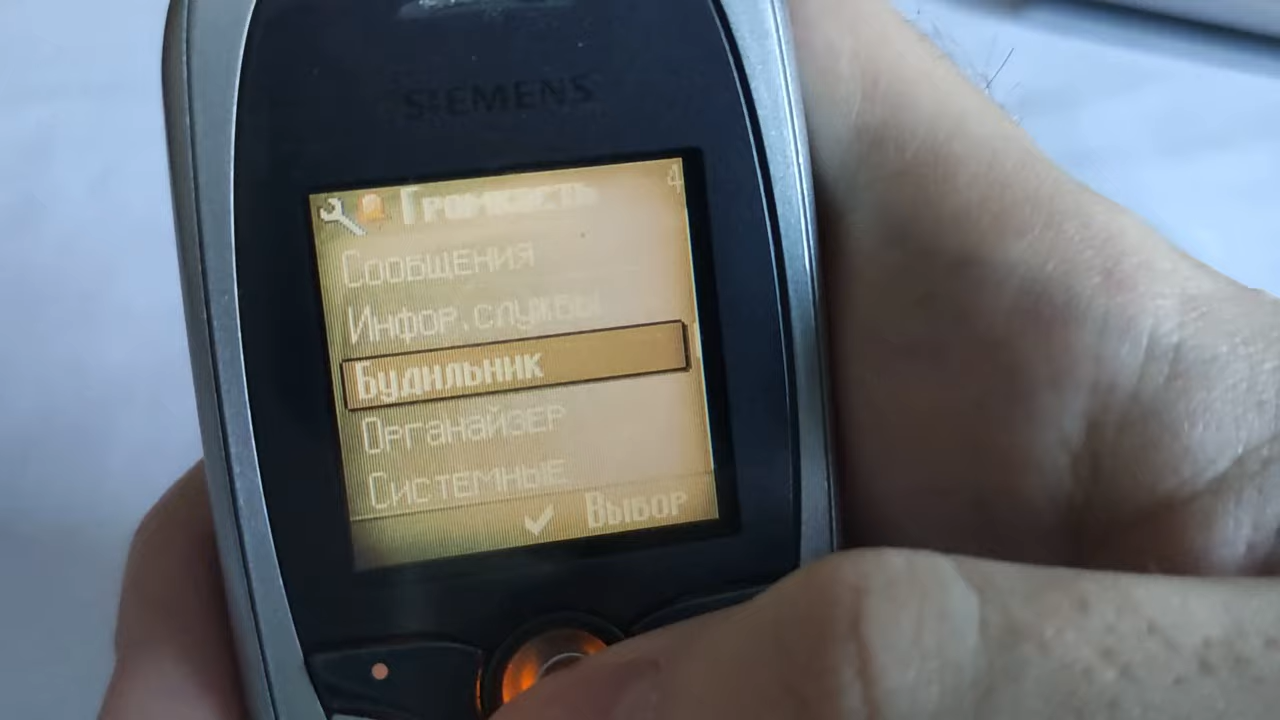 SIEMENS
Громкость
4
Сообщения
Инфор.службы
Будильник
Органайзер
Системные
Выбор